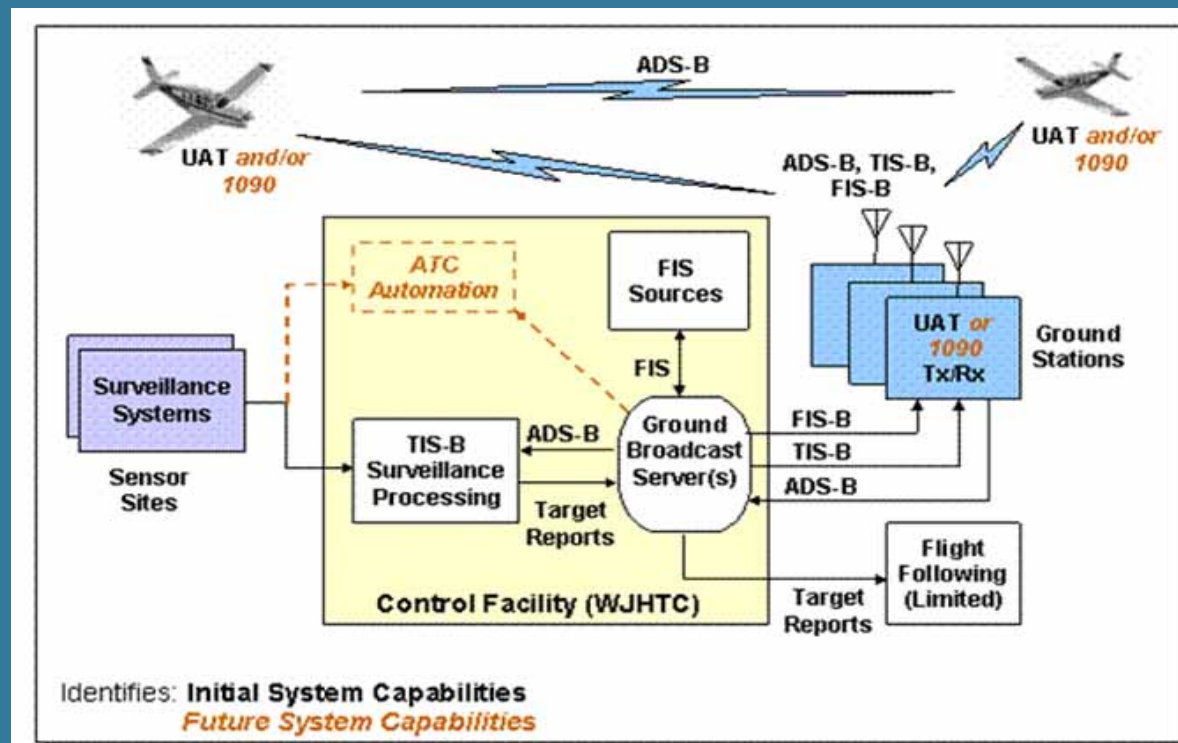 ADS-B
UAT and/or
1090
UAT and/or
1090
ADS-B, TIS-B,
FIS-B
ATC
Automation
FIS
Sources
UAT or
1090
Tx/Rx
Ground
Stations
Surveillance
Systems
Sensor
Sites
FIS
TIS-B
Surveillance
Processing
ADS-B
Target
Reports
Ground
Broadcast
Server(s)
FIS-B
TIS-B
ADS-B
Flight
Following
(Limited)
Target
Reports
Control Facility (WJHTC)
Identifies: Initial System Capabilities
Future System Capabilities